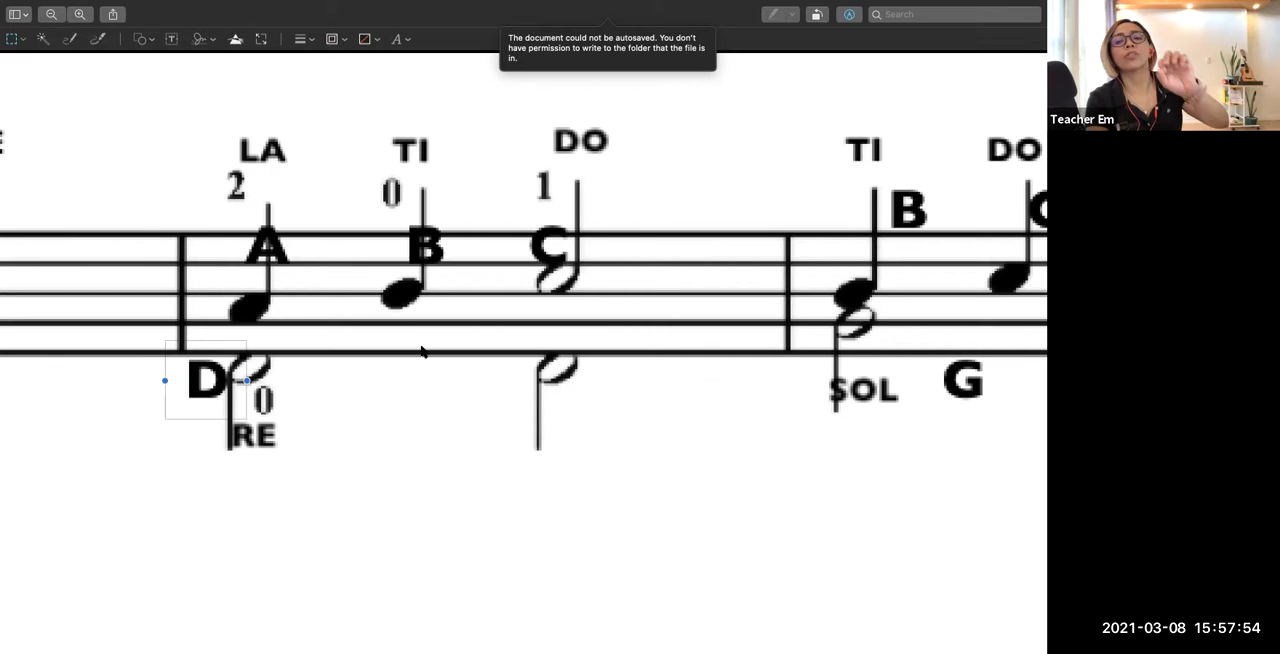 Search
The document could not be autosaved. You don't
have permission to write to the folder that the file is
in.
Teacher Em
LA TI DO TI DO
2 0 1
B
A B C
D SOL G
0
RE
2021-03-08 15:57:54